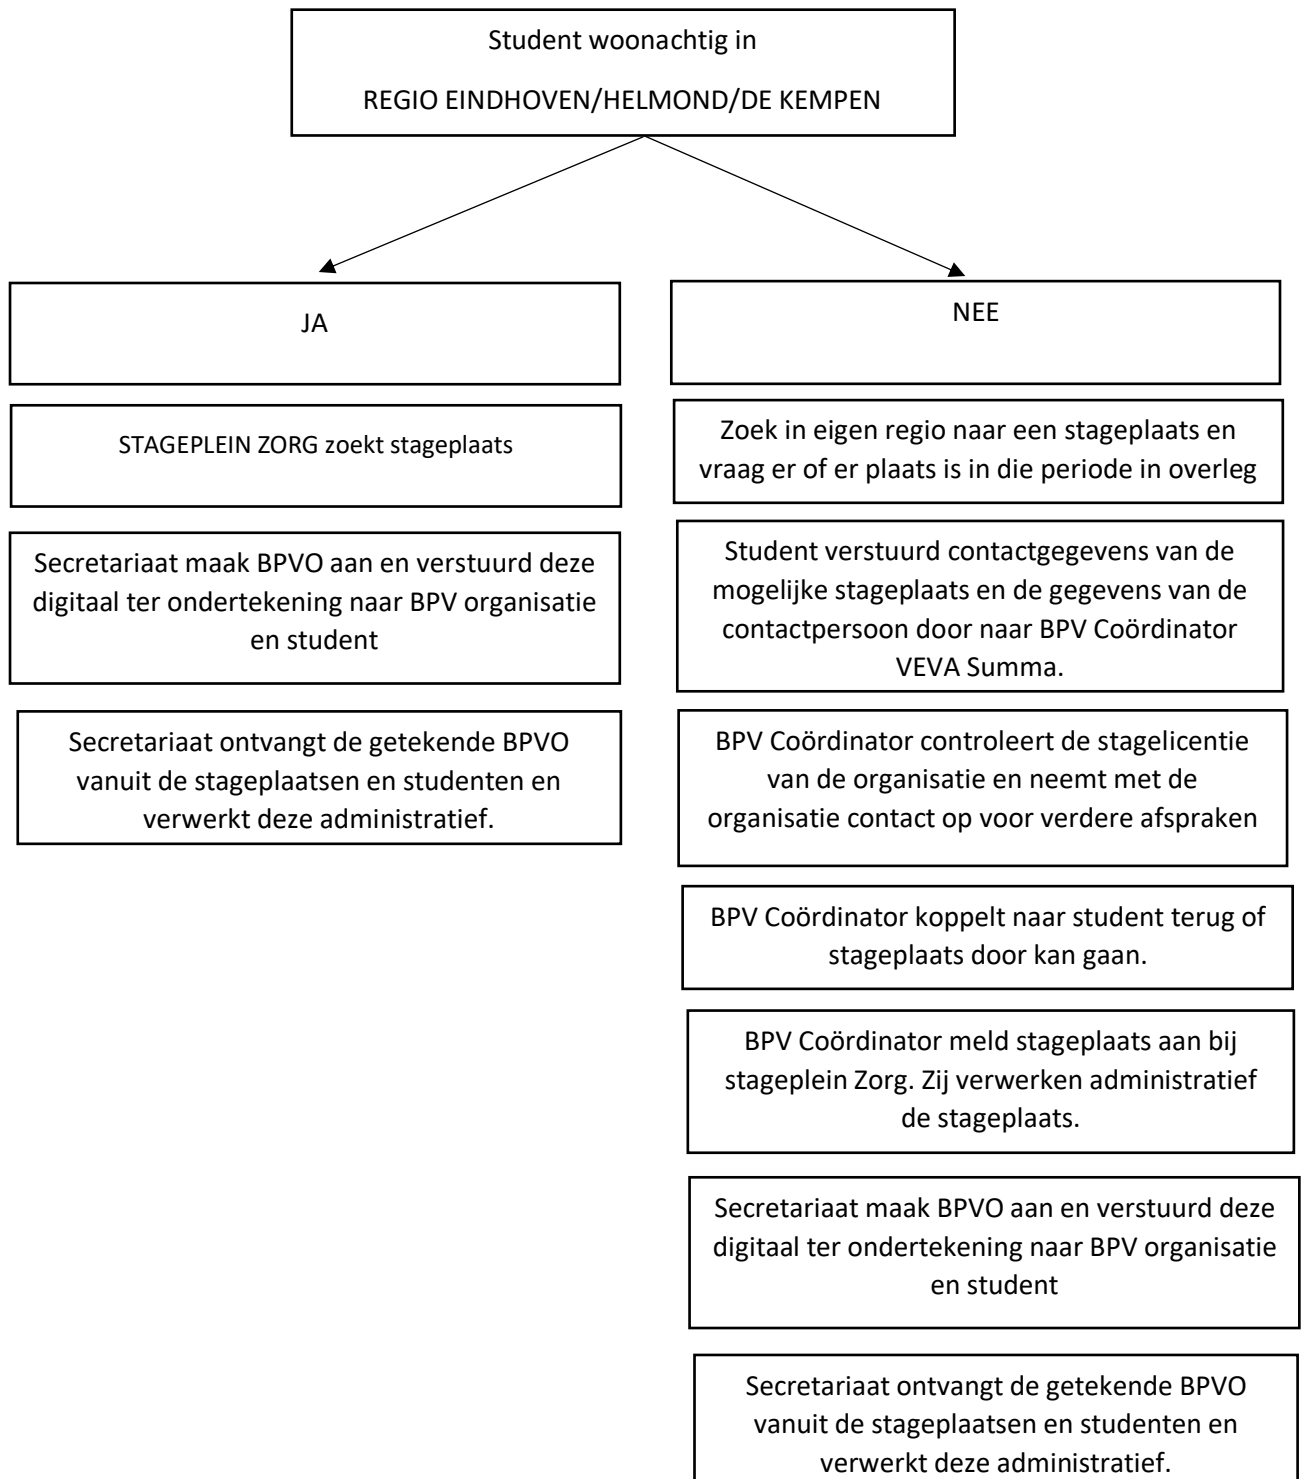 Student woonachtig in
REGIO EINDHOVEN/HELMOND/DE KEMPEN
JA
STAGEPLEIN ZORG zoekt stageplaats
Secretariaat maak BPVO aan en verstuurd deze
digitaal ter ondertekening naar BPV organisatie
en student
Secretariaat ontvangt de getekende BPVO
vanuit de stageplaatsen en studenten en
verwerkt deze administratief.
NEE
Zoek in eigen regio naar een stageplaats en
vraag er of er plaats is in die periode in overleg
Student verstuurd contactgegevens van de
mogelijke stageplaats en de gegevens van de
contactpersoon door naar BPV Coördinator
VEVA Summa.
BPV Coördinator controleert de stagelicentie
van de organisatie en neemt met de
organisatie contact op voor verdere afspraken
BPV Coördinator koppelt naar student terug of
stageplaats door kan gaan.
BPV Coördinator meld stageplaats aan bij
stageplein Zorg. Zij verwerken administratief
de stageplaats.
Secretariaat maak BPVO aan en verstuurd deze
digitaal ter ondertekening naar BPV organisatie
en student
Secretariaat ontvangt de getekende BPVO
vanuit de stageplaatsen en studenten en
verwerkt deze administratief.